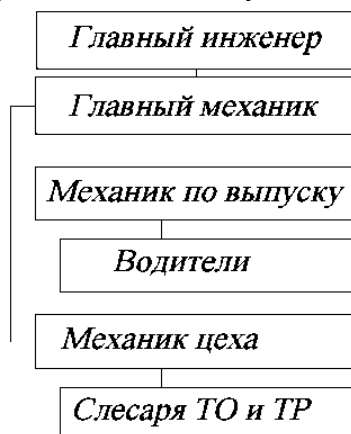 Главный инженер
Главный механик
Механик по выпуску
Водители
Механик цеха
Слесаря ТО и ТР